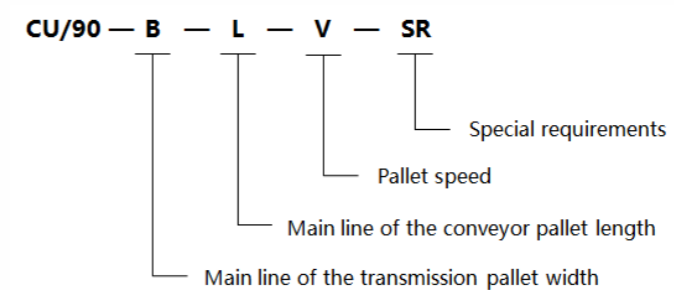 CU/90 — B — L — V — SR
Special requirements
Pallet speed
Main line of the conveyor pallet length
Main line of the transmission pallet width